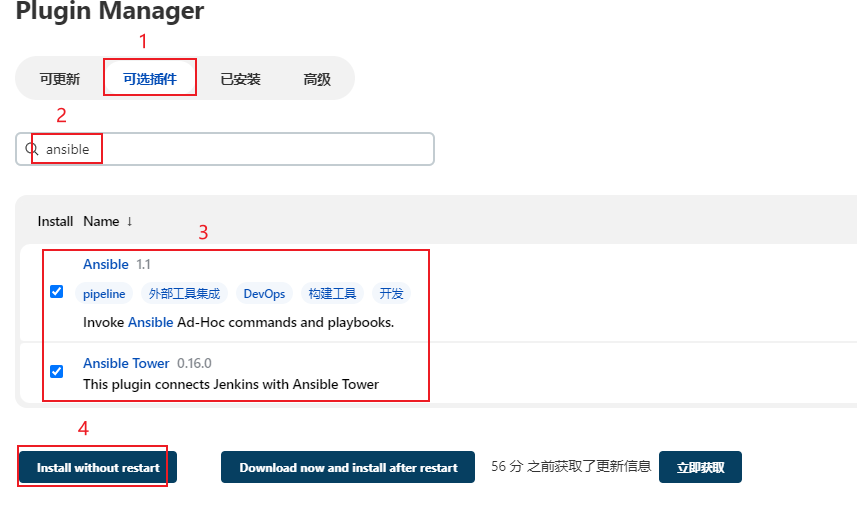 Plugin Manager
1
可更新 可选插件 已安装 高级
2
ansible
Install Name ↓
3
Ansible 1.1
pipeline 外部工具集成 DevOps 构建工具 开发
Invoke Ansible Ad-Hoc commands and playbooks.
Ansible Tower 0.16.0
This plugin connects Jenkins with Ansible Tower
4
Install without restart Download now and install after restart 56 分 之前获取了更新信息 立即获取